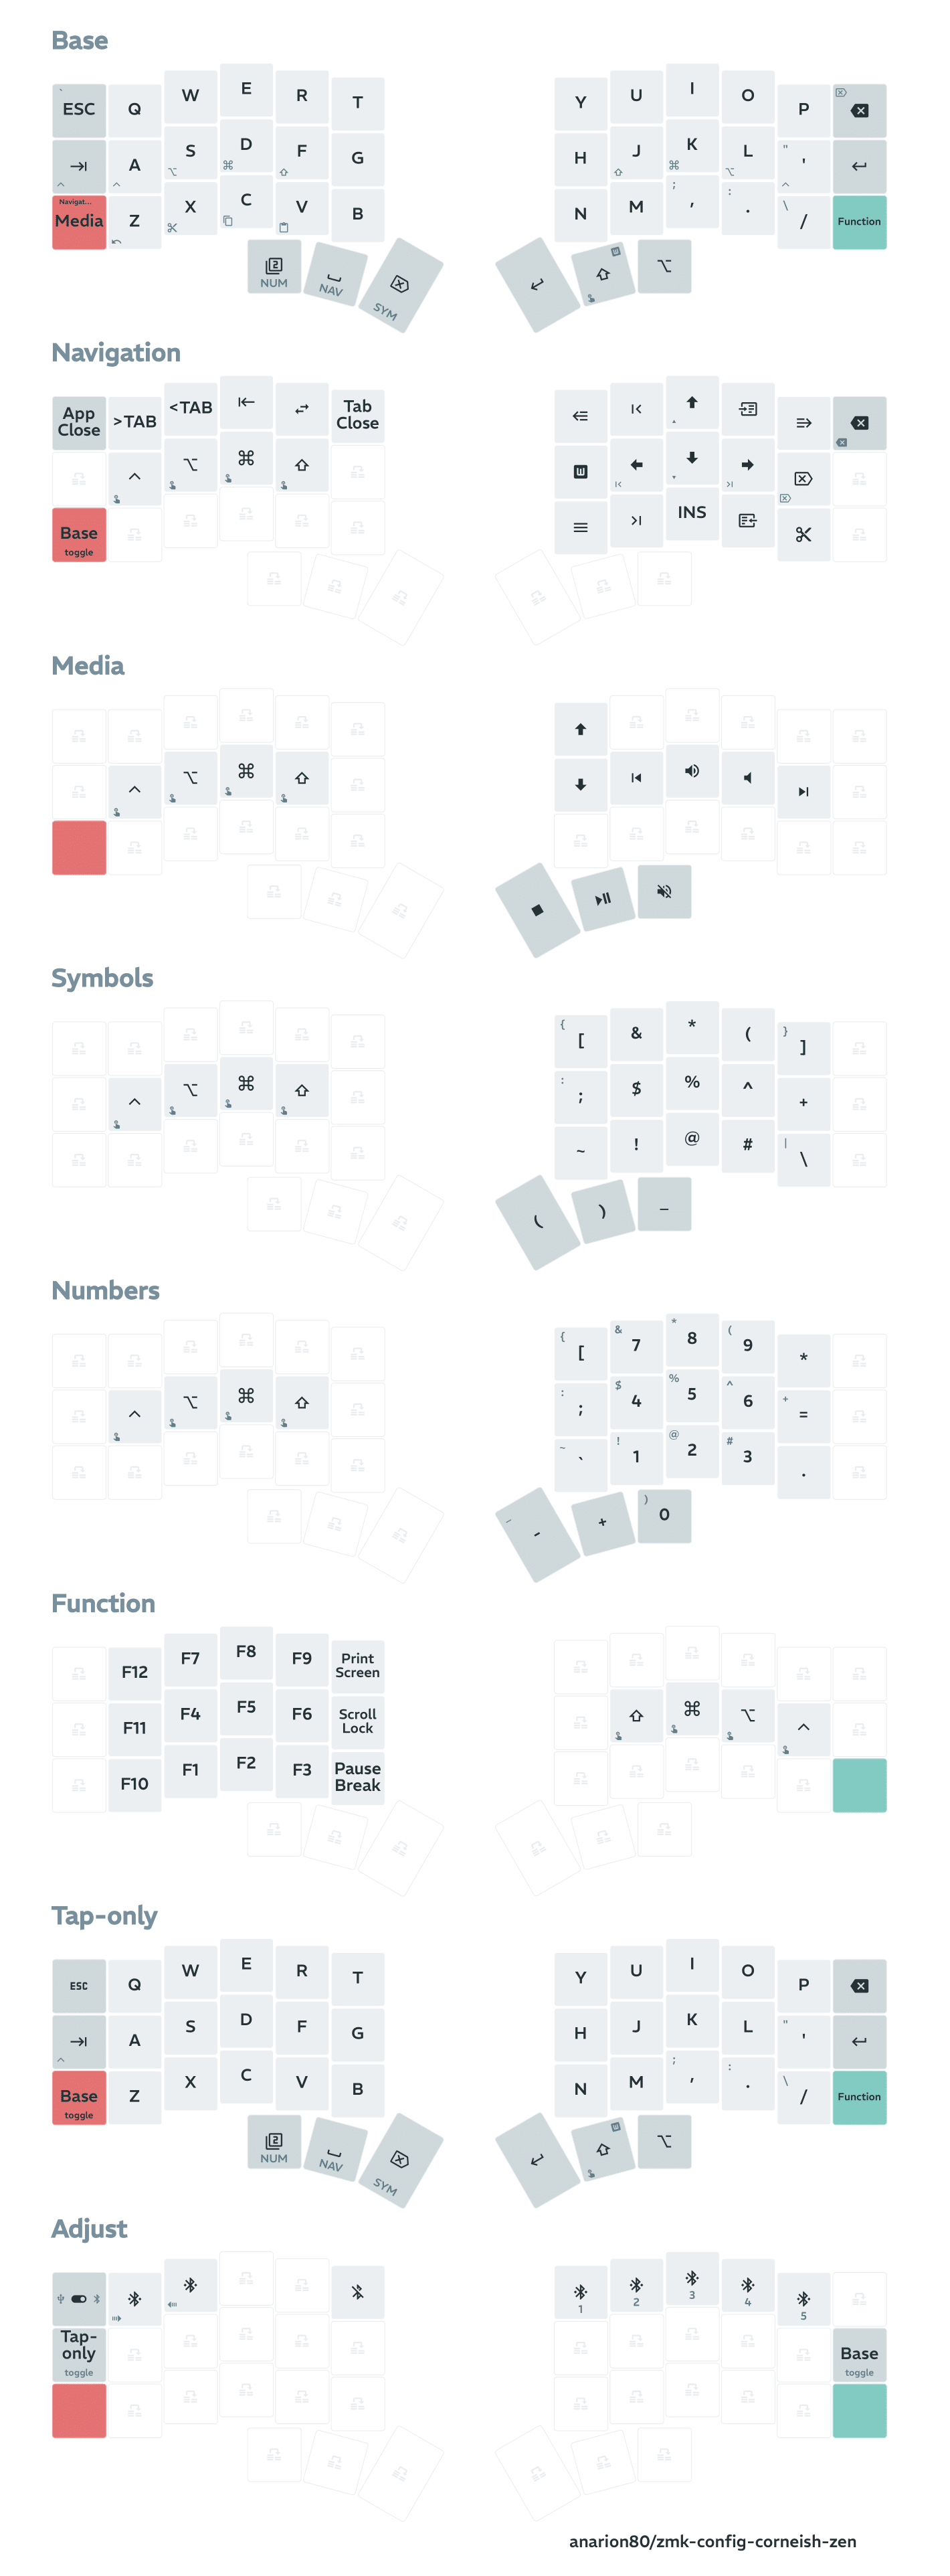 Base
` ESC Q W E R T Y U I O P
A S D F G H J K L " '
Navigat... Media Z X C V B N M ; , : . \ / Function
NUM NAV SYM
Navigation
App Close >TAB <TAB Tab Close
Base toggle INS
Media
Symbols
{ [ & * ( } ]
: ; $ % ^ +
~ ! @ # | \
( ) _
Numbers
{ [ & 7 * 8 ( 9 *
: ; $ 4 % 5 ^ 6 + =
~ ` ! 1 @ 2 # 3 .
_ - + ) 0
Function
F12 F7 F8 F9 Print Screen
F11 F4 F5 F6 Scroll Lock
F10 F1 F2 F3 Pause Break
Tap-only
ESC Q W E R T Y U I O P
A S D F G H J K L " '
Base toggle Z X C V B N M ; , : . \ / Function
NUM NAV SYM
Adjust
1 2 3 4 5
Tap-only toggle Base toggle
anarion80/zmk-config-corneish-zen